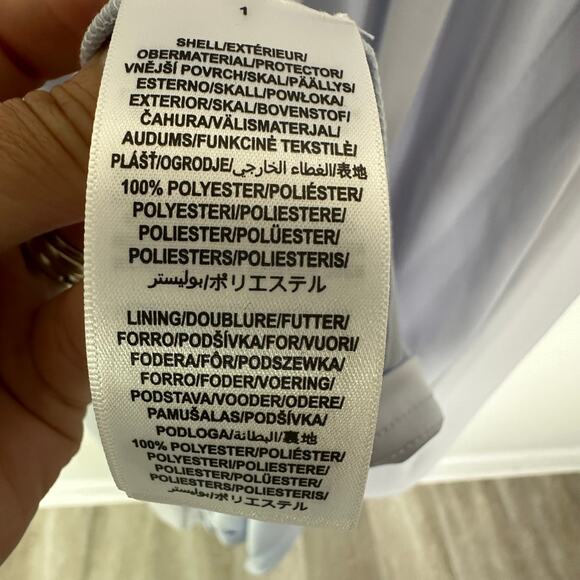 1
SHELL/EXTÉRIEUR/
OBERMATERIAL/PROTECTOR/
VNĚJŠÍ POVRCH/SKAL/PÄÄLLYS/
ESTERNO/SKALL/POWŁOKA/
EXTERIOR/SKAL/BOVENSTOF/
ČAHURA/VÄLISMATERJAL/
AUDUMS/FUNKCINĖ TEKSTILĖ/
PLÁŠŤ/OGRODJE/الغطاء الخارجي/表地
100% POLYESTER/POLIÉSTER/
POLYESTERI/POLIESTERE/
POLIESTER/POLÜESTER/
POLIESTERS/POLIESTERIS/
بوليستر/ポリエステル
LINING/DOUBLURE/FUTTER/
FORRO/PODŠÍVKA/FOR/VUORI/
FODERA/FÔR/PODSZEWKA/
FORRO/FODER/VOERING/
PODSTAVA/VOODER/ODERE/
PAMUŠALAS/PODŠÍVKA/
PODLOGA/البطانة/裏地
100% POLYESTER/POLIÉSTER/
POLYESTERI/POLIESTERE/
POLIESTER/POLÜESTER/
POLIESTERS/POLIESTERIS/
بوليستر/ポリエステル